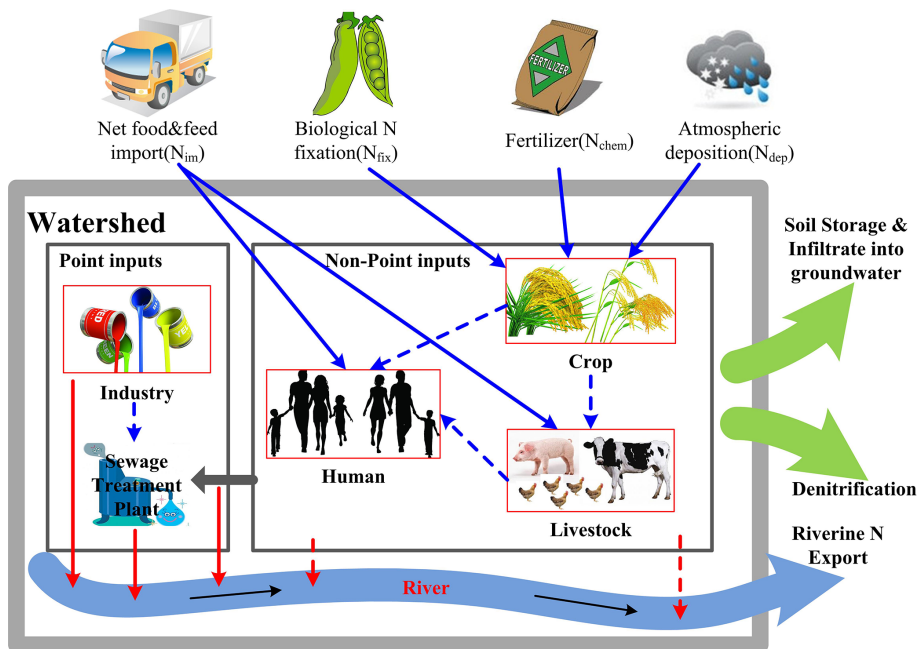 FERTILIZER
Net food&feed
import(Nim)
Biological N
fixation(Nfix)
Fertilizer(Nchem)
Atmospheric
deposition(Ndep)
Watershed
Point inputs
Non-Point inputs
Soil Storage &
Infiltrate into
groundwater
Industry
Crop
Sewage
Treatment
Plant
Human
Livestock
Denitrification
Riverine N
Export
River